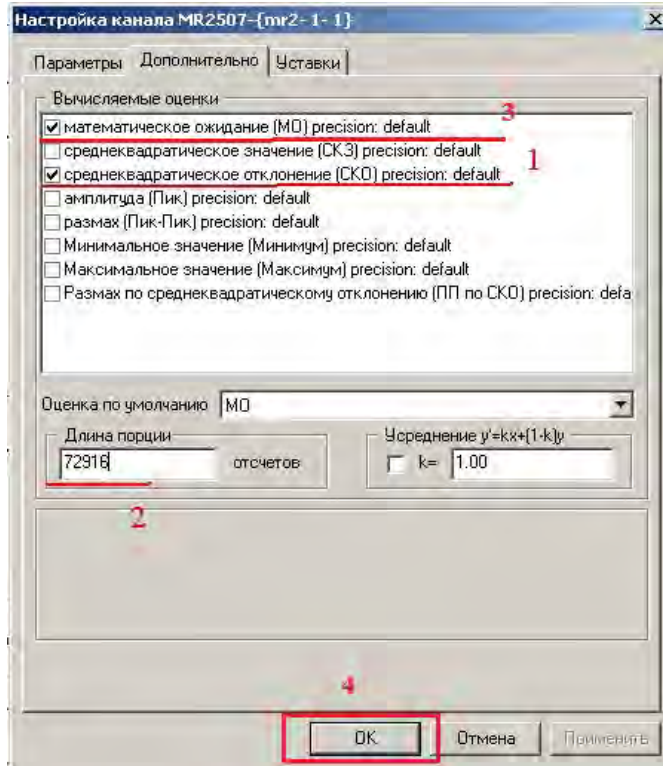 Настройка канала MR2507-{mr2- 1- 1}
Параметры Дополнительно Уставки
Вычисляемые оценки
3
математическое ожидание (МО) precision: default
среднеквадратическое значение (СКЗ) precision: default
1
среднеквадратическое отклонение (СКО) precision: default
амплитуда (Пик) precision: default
размах (Пик-Пик) precision: default
Минимальное значение (Минимум) precision: default
Максимальное значение (Максимум) precision: default
Размах по среднеквадратическому отклонению (ПП по СКО) precision: defa
Оценка по умолчанию МО
Длина порции Усреднение y'=kx+(1-k)y
72916 отсчетов k= 1.00
2
4
OK Отмена Применить